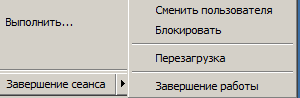 Выполнить...
Завершение сеанса
Сменить пользователя
Блокировать
Перезагрузка
Завершение работы